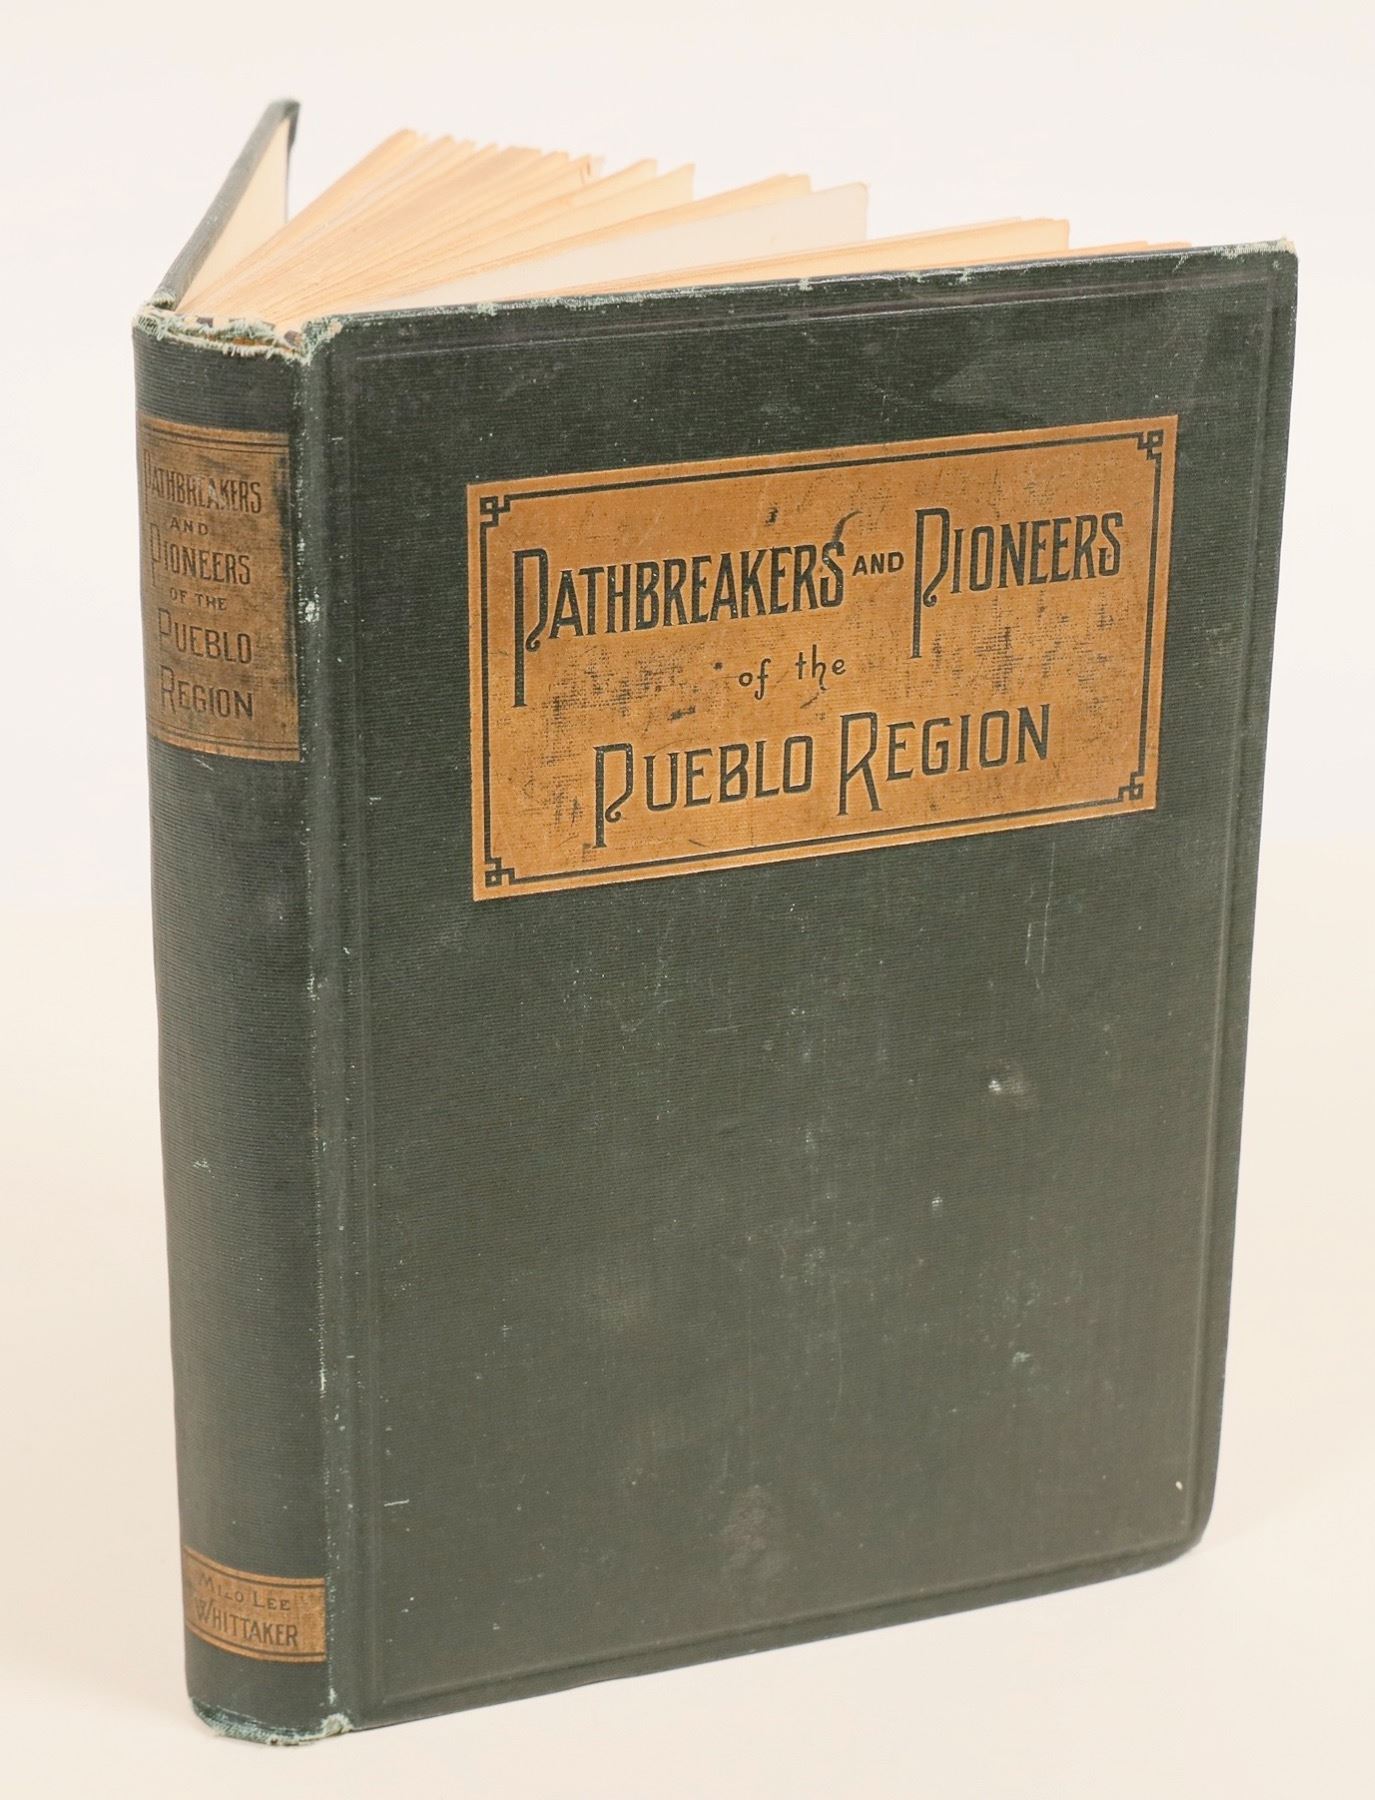 PATHBREAKERS AND PIONEERS
of the
PUEBLO REGION
PATHBREAKERS
AND
PIONEERS
OF THE
PUEBLO
REGION
MILO LEE
WHITTAKER